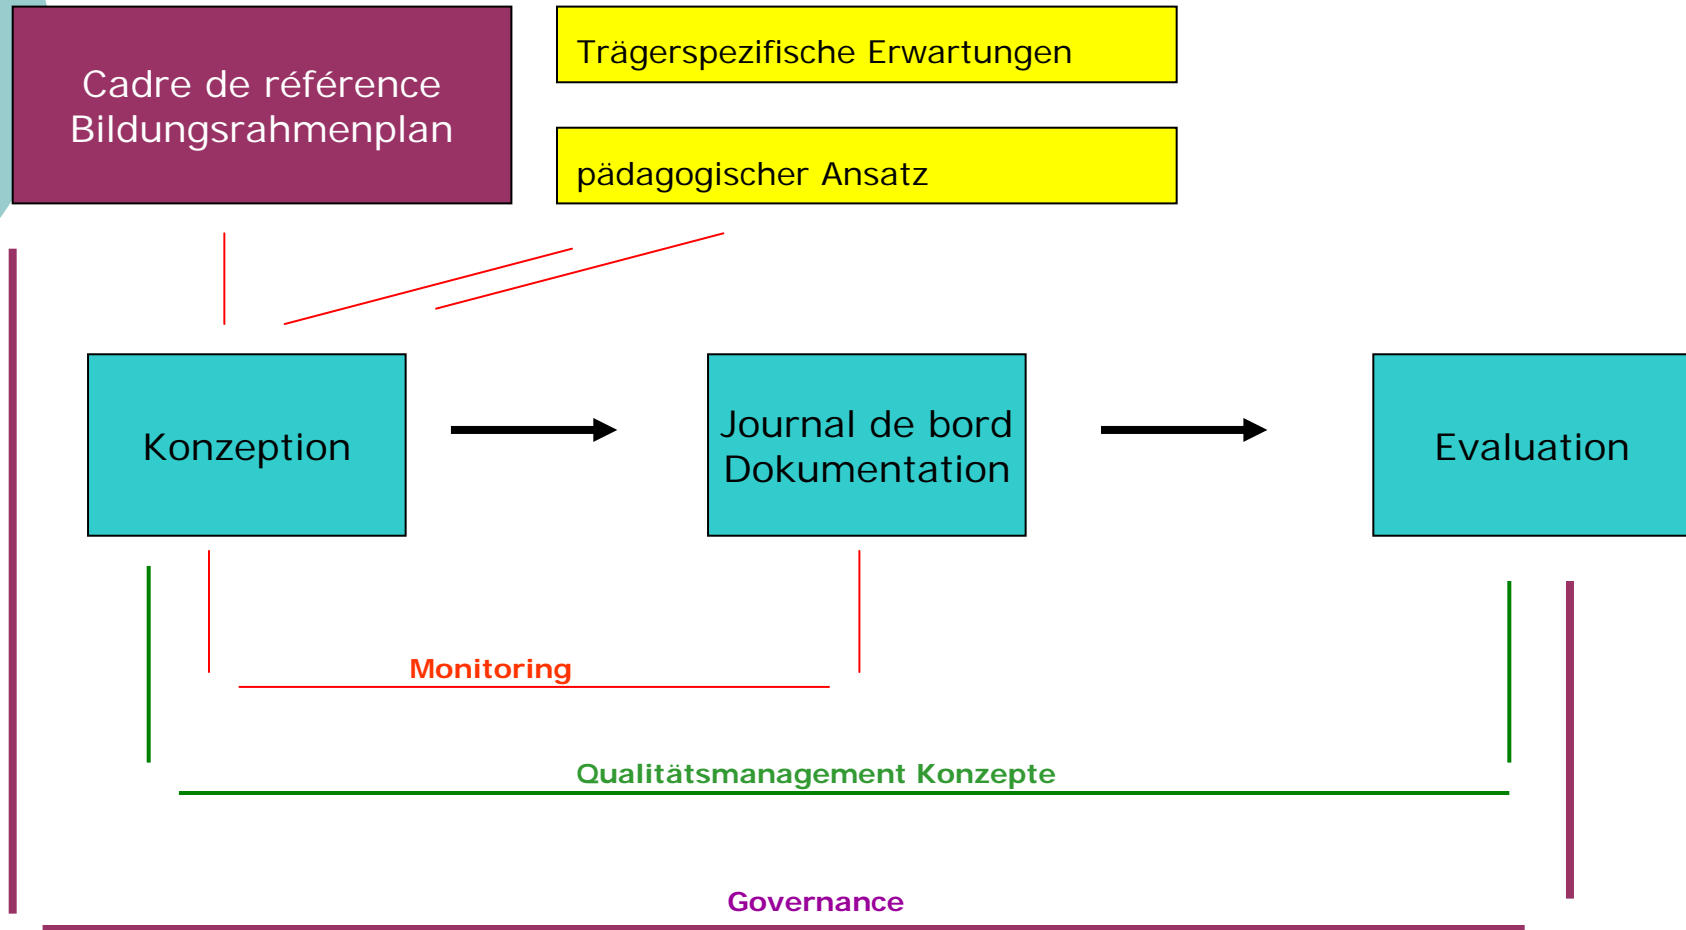 Cadre de référence
Bildungsrahmenplan
Trägerspezifische Erwartungen
pädagogischer Ansatz
Konzeption
Journal de bord
Dokumentation
Evaluation
Monitoring
Qualitätsmanagement Konzepte
Governance